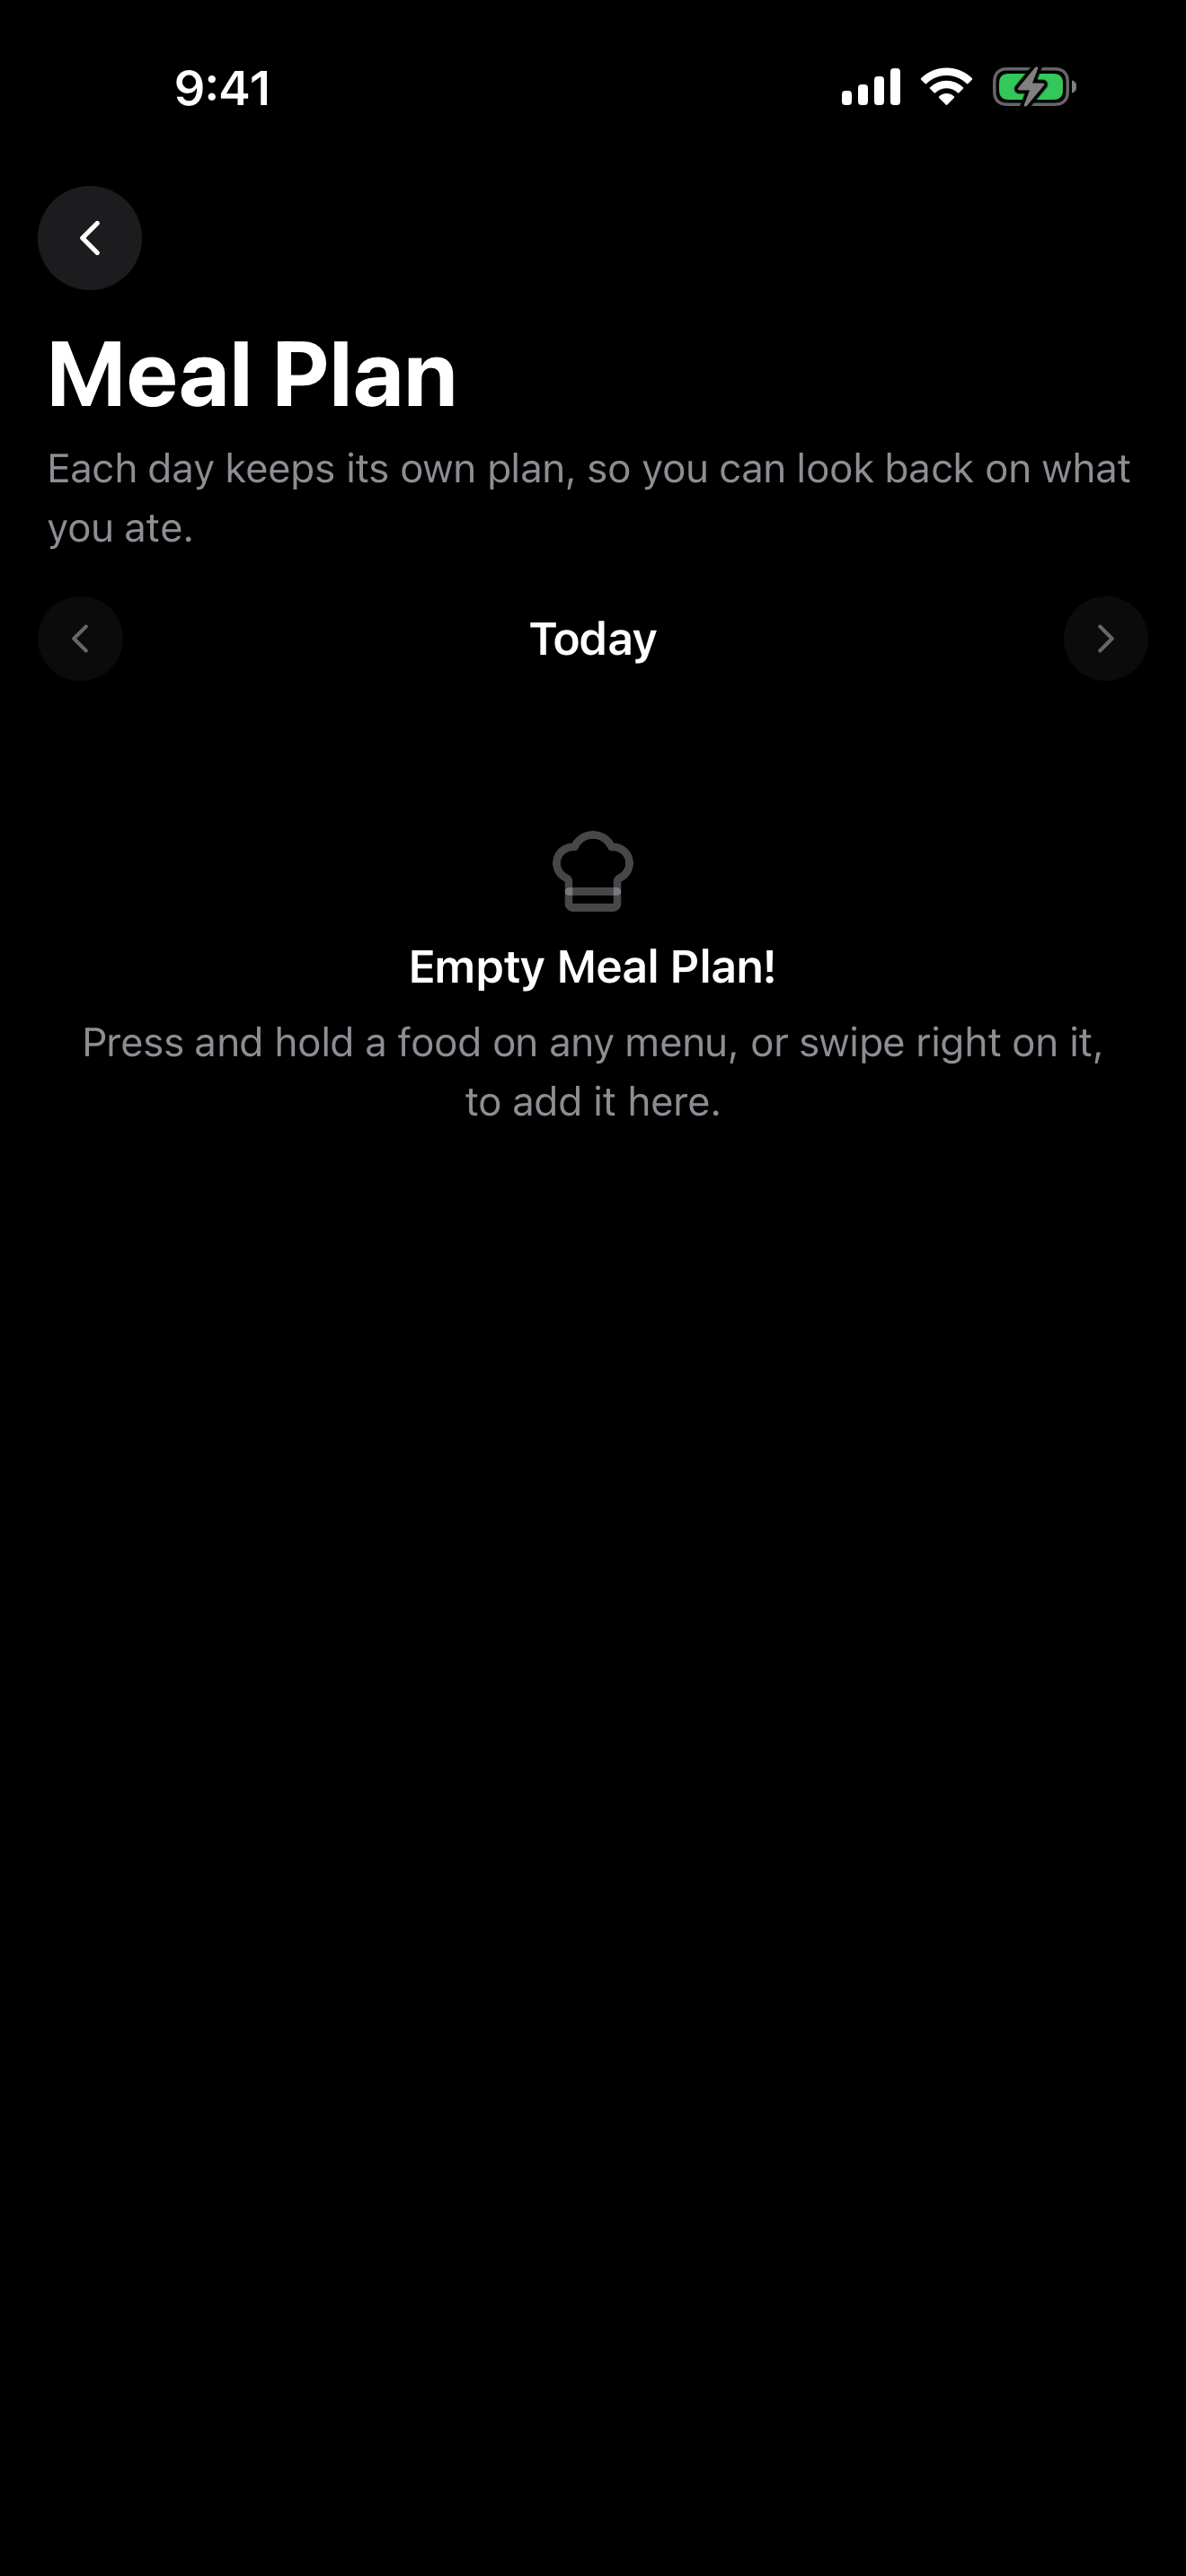 9:41
Meal Plan
Each day keeps its own plan, so you can look back on what
you ate.
Today
Empty Meal Plan!
Press and hold a food on any menu, or swipe right on it,
to add it here.